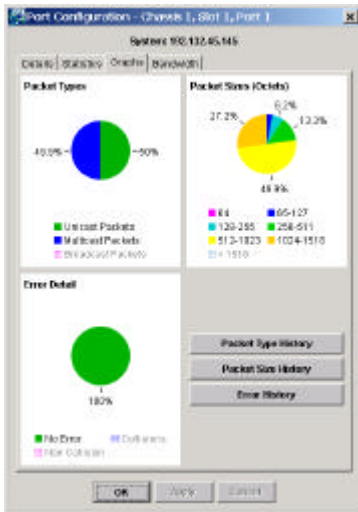 Port Configuration - Chassis 1, Slot 1, Port 1
System: 192.132.45.145
Details
Statistics
Graphs
Bandwidth
Packet Types
49.9%
50%
Unicast Packets
Multicast Packets
Broadcast Packets
Packet Sizes (Octets)
27.2%
13.3%
49.9%
64
65-127
128-255
256-511
512-1023
1024-1518
> 1518
Error Detail
100%
No Error
Collisions
Non Collision
Packet Type History
Packet Size History
Error History
OK
Apply
Cancel